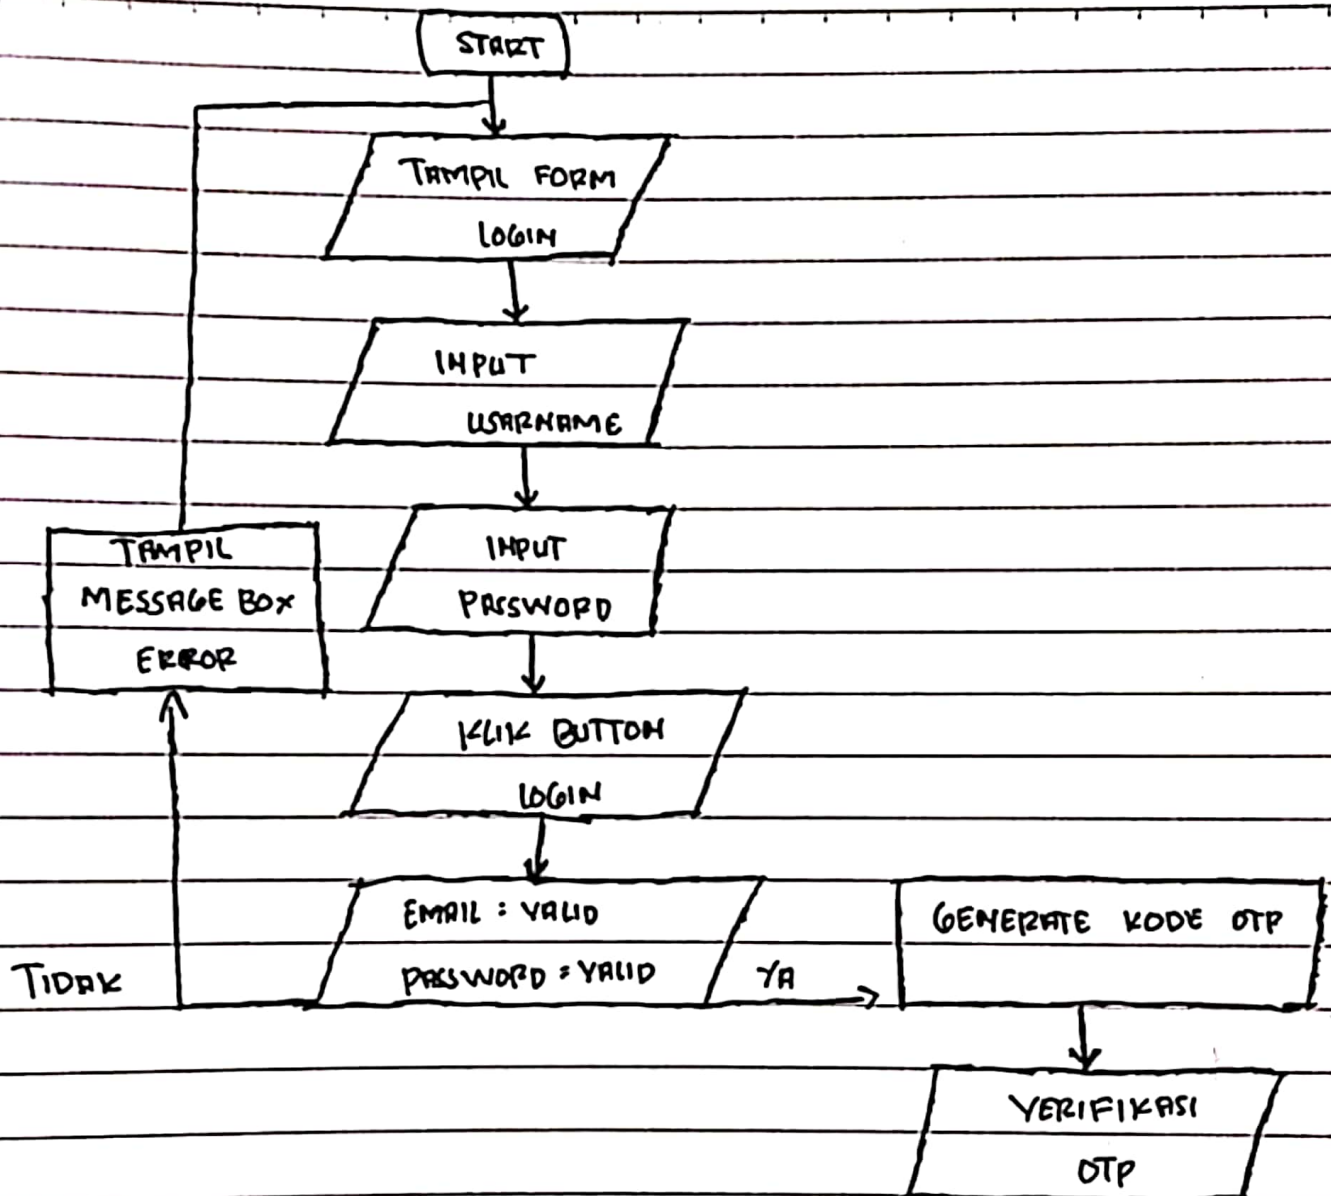 START
TAMPIL FORM
LOGIN
INPUT
USARNAME
INPUT
PASSWORD
TAMPIL
MESSAGE BOX
ERROR
KLIK BUTTON
LOGIN
EMAIL : VALID
PASSWORD : VALID
TIDAK
YA
GENERATE KODE OTP
VERIFIKASI
OTP